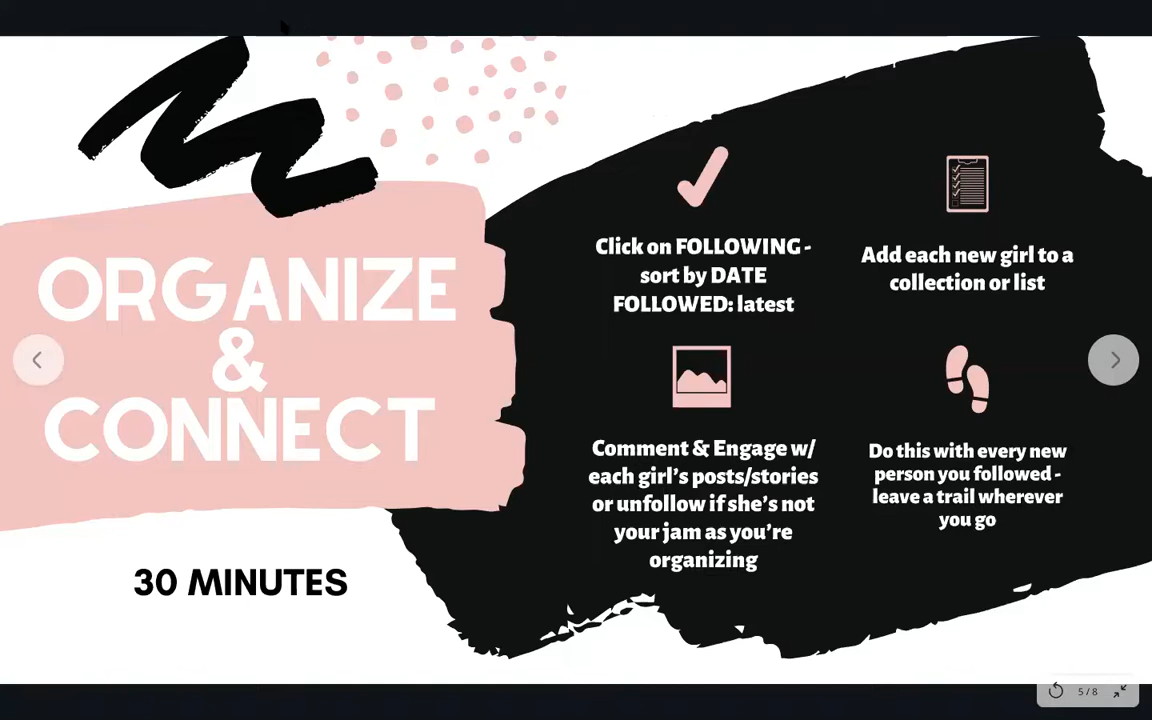 ORGANIZE
&
CONNECT
30 MINUTES
Click on FOLLOWING -
sort by DATE
FOLLOWED: latest
Add each new girl to a
collection or list
Comment & Engage w/
each girl's posts/stories
or unfollow if she's not
your jam as you're
organizing
Do this with every new
person you followed -
leave a trail wherever
you go
5 / 8